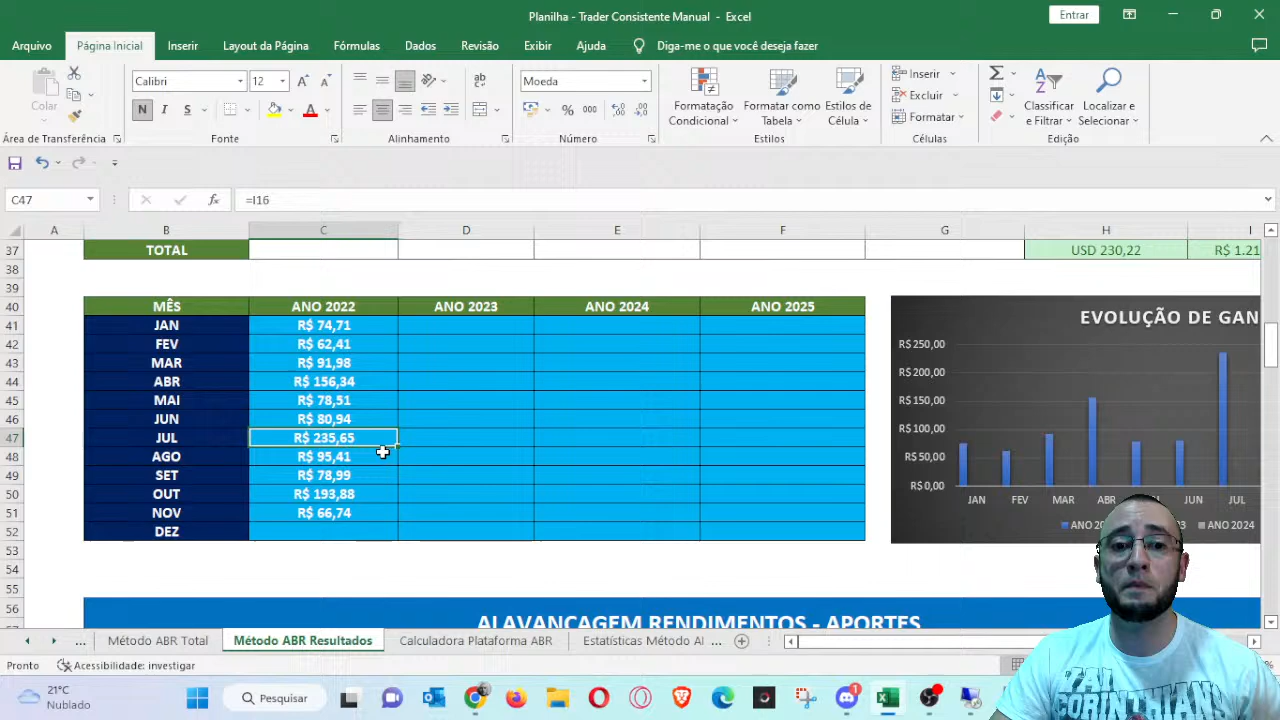 Planilha - Trader Consistente Manual - Excel
Entrar
Arquivo Página Inicial Inserir Layout da Página Fórmulas Dados Revisão Exibir Ajuda Diga-me o que você deseja fazer
Colar
Calibri 12
N I S
ab
Moeda
% 000
Formatação Condicional
Formatar como Tabela
Estilos de Célula
Inserir
Excluir
Formatar
Classificar e Filtrar
Localizar e Selecionar
Área de Transferência Fonte Alinhamento Número Estilos Células Edição
C47 fx =I16
A B C D E F G H I
37 TOTAL USD 230,22 R$ 1.21
38
39
40 MÊS ANO 2022 ANO 2023 ANO 2024 ANO 2025
41 JAN R$ 74,71
42 FEV R$ 62,41
43 MAR R$ 91,98
44 ABR R$ 156,34
45 MAI R$ 78,51
46 JUN R$ 80,94
47 JUL R$ 235,65
48 AGO R$ 95,41
49 SET R$ 78,99
50 OUT R$ 193,88
51 NOV R$ 66,74
52 DEZ
53
54
55
56 ALAVANCAGEM RENDIMENTOS - APORTES
EVOLUÇÃO DE GAN
R$ 250,00
R$ 200,00
R$ 150,00
R$ 100,00
R$ 50,00
R$ 0,00
JAN FEV MAR ABR JUN JUL
ANO 2024
... Método ABR Total Método ABR Resultados Calculadora Plataforma ABR Estatísticas Método Al ...
Pronto Acessibilidade: investigar
21°C
Nublado
Pesquisar
1
CORINTHIANS